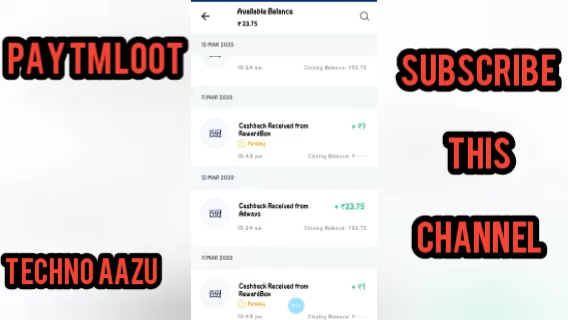 Available Balance
₹ 23.75
12 MAR 2020
10:24 am Closing Balance: ₹23.75
11 MAR 2020
Cashback Received from + ₹1
RewardBox
Pending
10:49 pm Closing Balance: ₹--.--
12 MAR 2020
Cashback Received from + ₹23.75
Adways
10:24 am Closing Balance: ₹23.75
11 MAR 2020
Cashback Received from + ₹1
RewardBox
Pending
10:49 pm Closing Balance: ₹--.--
PAYTMLOOT
TECHNO AAZU
SUBSCRIBE
THIS
CHANNEL